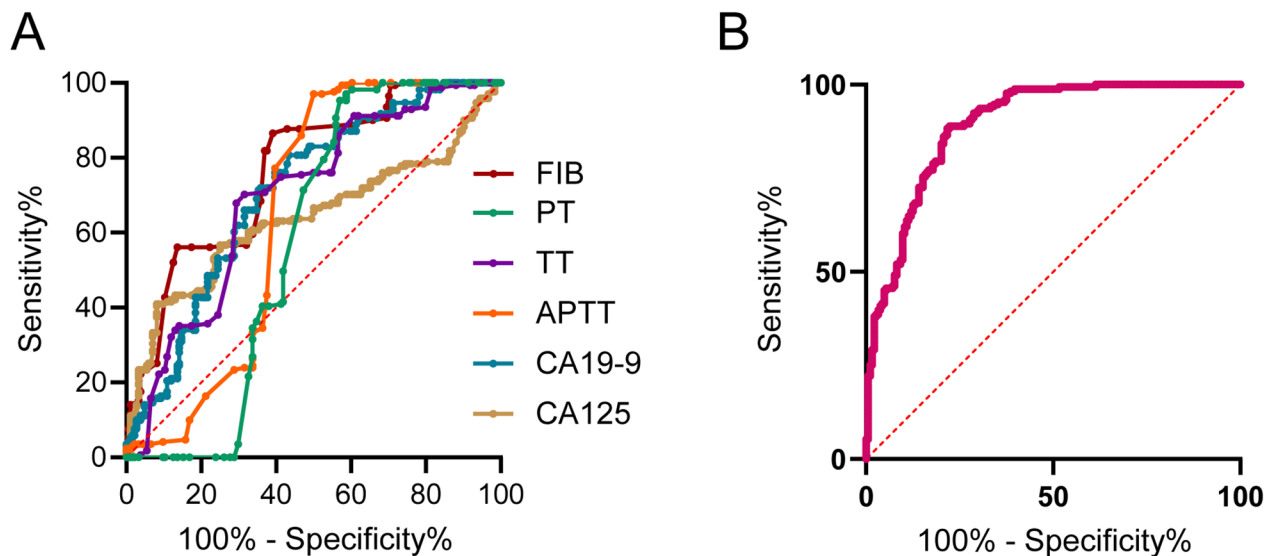 A
100
80
60
40
20
0
Sensitivity%
0 20 40 60 80 100
100% - Specificity%
FIB
PT
TT
APTT
CA19-9
CA125
B
100
50
0
Sensitivity%
0 50 100
100% - Specificity%